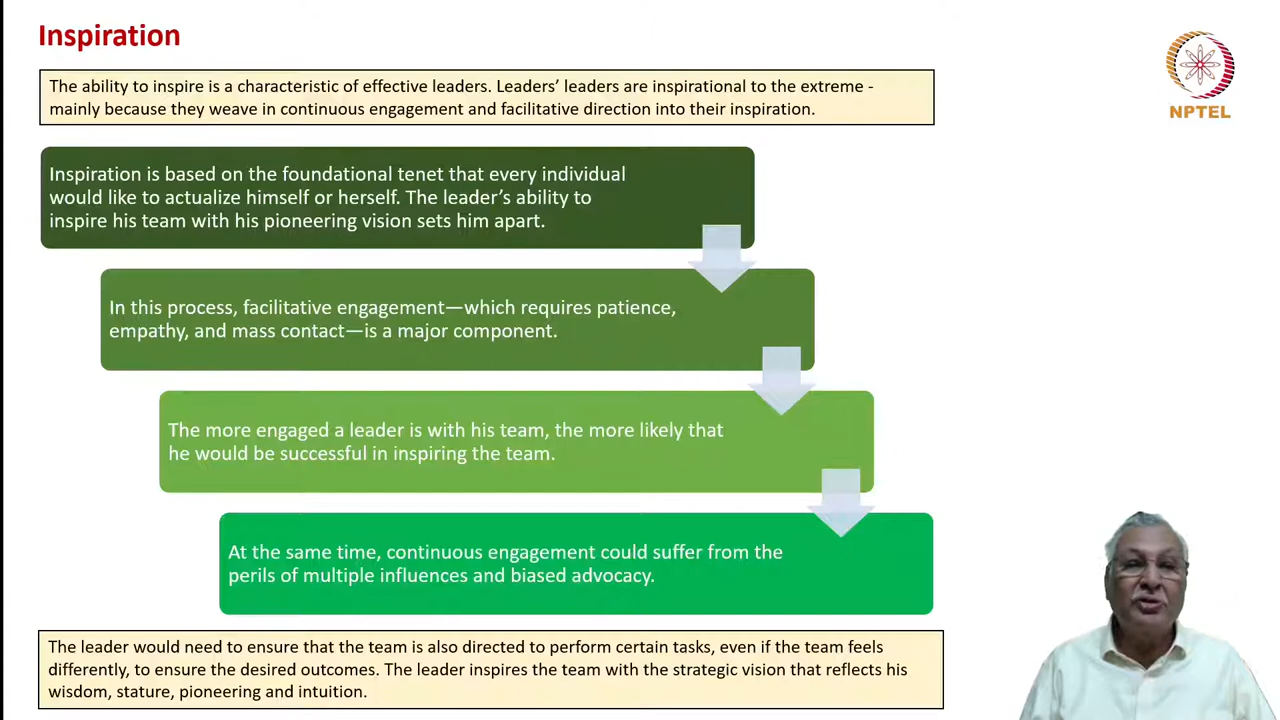 Inspiration
The ability to inspire is a characteristic of effective leaders. Leaders’ leaders are inspirational to the extreme -
mainly because they weave in continuous engagement and facilitative direction into their inspiration.
NPTEL
Inspiration is based on the foundational tenet that every individual
would like to actualize himself or herself. The leader’s ability to
inspire his team with his pioneering vision sets him apart.
In this process, facilitative engagement—which requires patience,
empathy, and mass contact—is a major component.
The more engaged a leader is with his team, the more likely that
he would be successful in inspiring the team.
At the same time, continuous engagement could suffer from the
perils of multiple influences and biased advocacy.
The leader would need to ensure that the team is also directed to perform certain tasks, even if the team feels
differently, to ensure the desired outcomes. The leader inspires the team with the strategic vision that reflects his
wisdom, stature, pioneering and intuition.